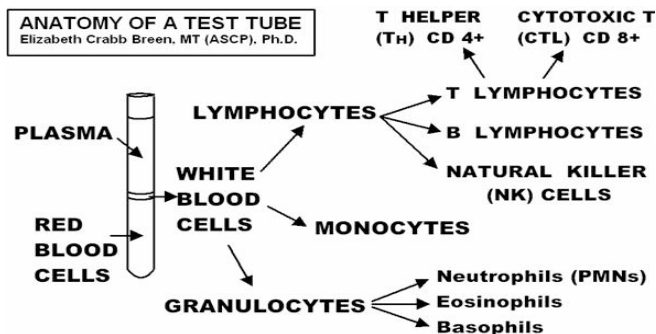 ANATOMY OF A TEST TUBE
Elizabeth Crabb Breen, MT (ASCP), Ph.D.
T HELPER
(TH) CD 4+
CYTOTOXIC T
(CTL) CD 8+
LYMPHOCYTES
T LYMPHOCYTES
B LYMPHOCYTES
NATURAL KILLER
(NK) CELLS
PLASMA
WHITE
BLOOD
CELLS
MONOCYTES
RED
BLOOD
CELLS
GRANULOCYTES
Neutrophils (PMNs)
Eosinophils
Basophils